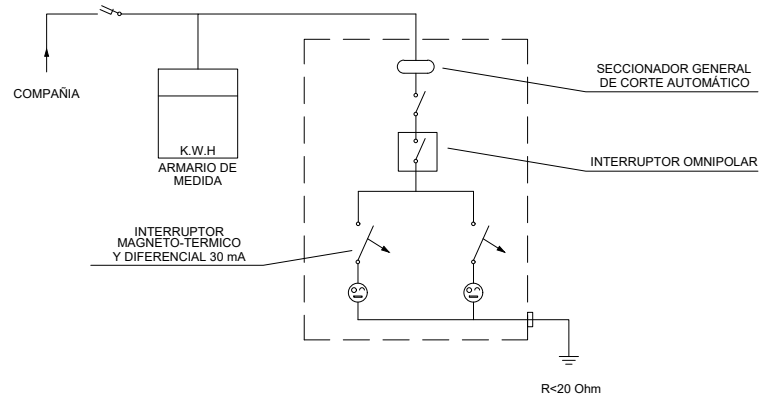 COMPAÑIA
K.W.H
ARMARIO DE
MEDIDA
SECCIONADOR GENERAL
DE CORTE AUTOMÁTICO
INTERRUPTOR OMNIPOLAR
INTERRUPTOR
MAGNETO-TERMICO
Y DIFERENCIAL 30 mA
R<20 Ohm